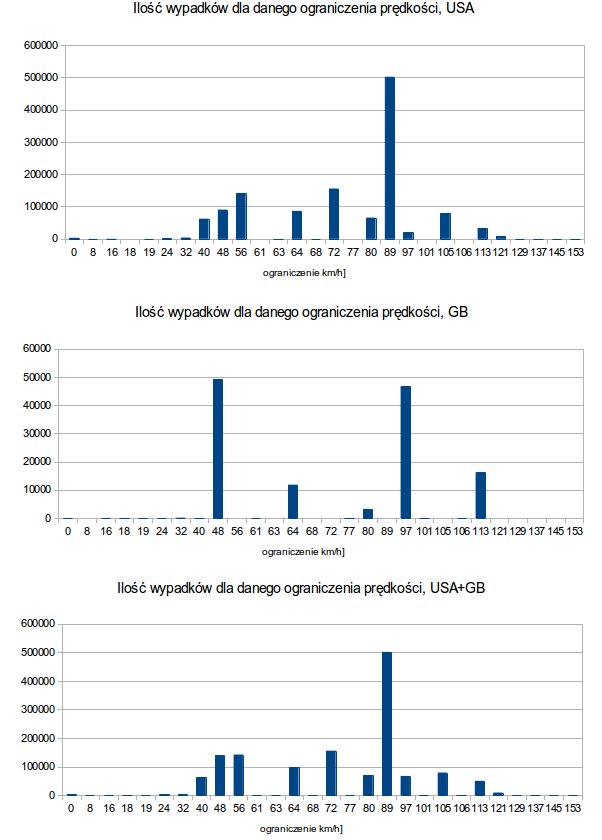 Ilość wypadków dla danego ograniczenia prędkości, USA
600000
500000
400000
300000
200000
100000
0
0 8 16 18 19 24 32 40 48 56 61 63 64 68 72 77 80 89 97 101 105 106 113 121 129 137 145 153
ograniczenie km/h]
Ilość wypadków dla danego ograniczenia prędkości, GB
60000
50000
40000
30000
20000
10000
0
0 8 16 18 19 24 32 40 48 56 61 63 64 68 72 77 80 89 97 101 105 106 113 121 129 137 145 153
ograniczenie km/h]
Ilość wypadków dla danego ograniczenia prędkości, USA+GB
600000
500000
400000
300000
200000
100000
0
0 8 16 18 19 24 32 40 48 56 61 63 64 68 72 77 80 89 97 101 105 106 113 121 129 137 145 153
ograniczenie km/h]